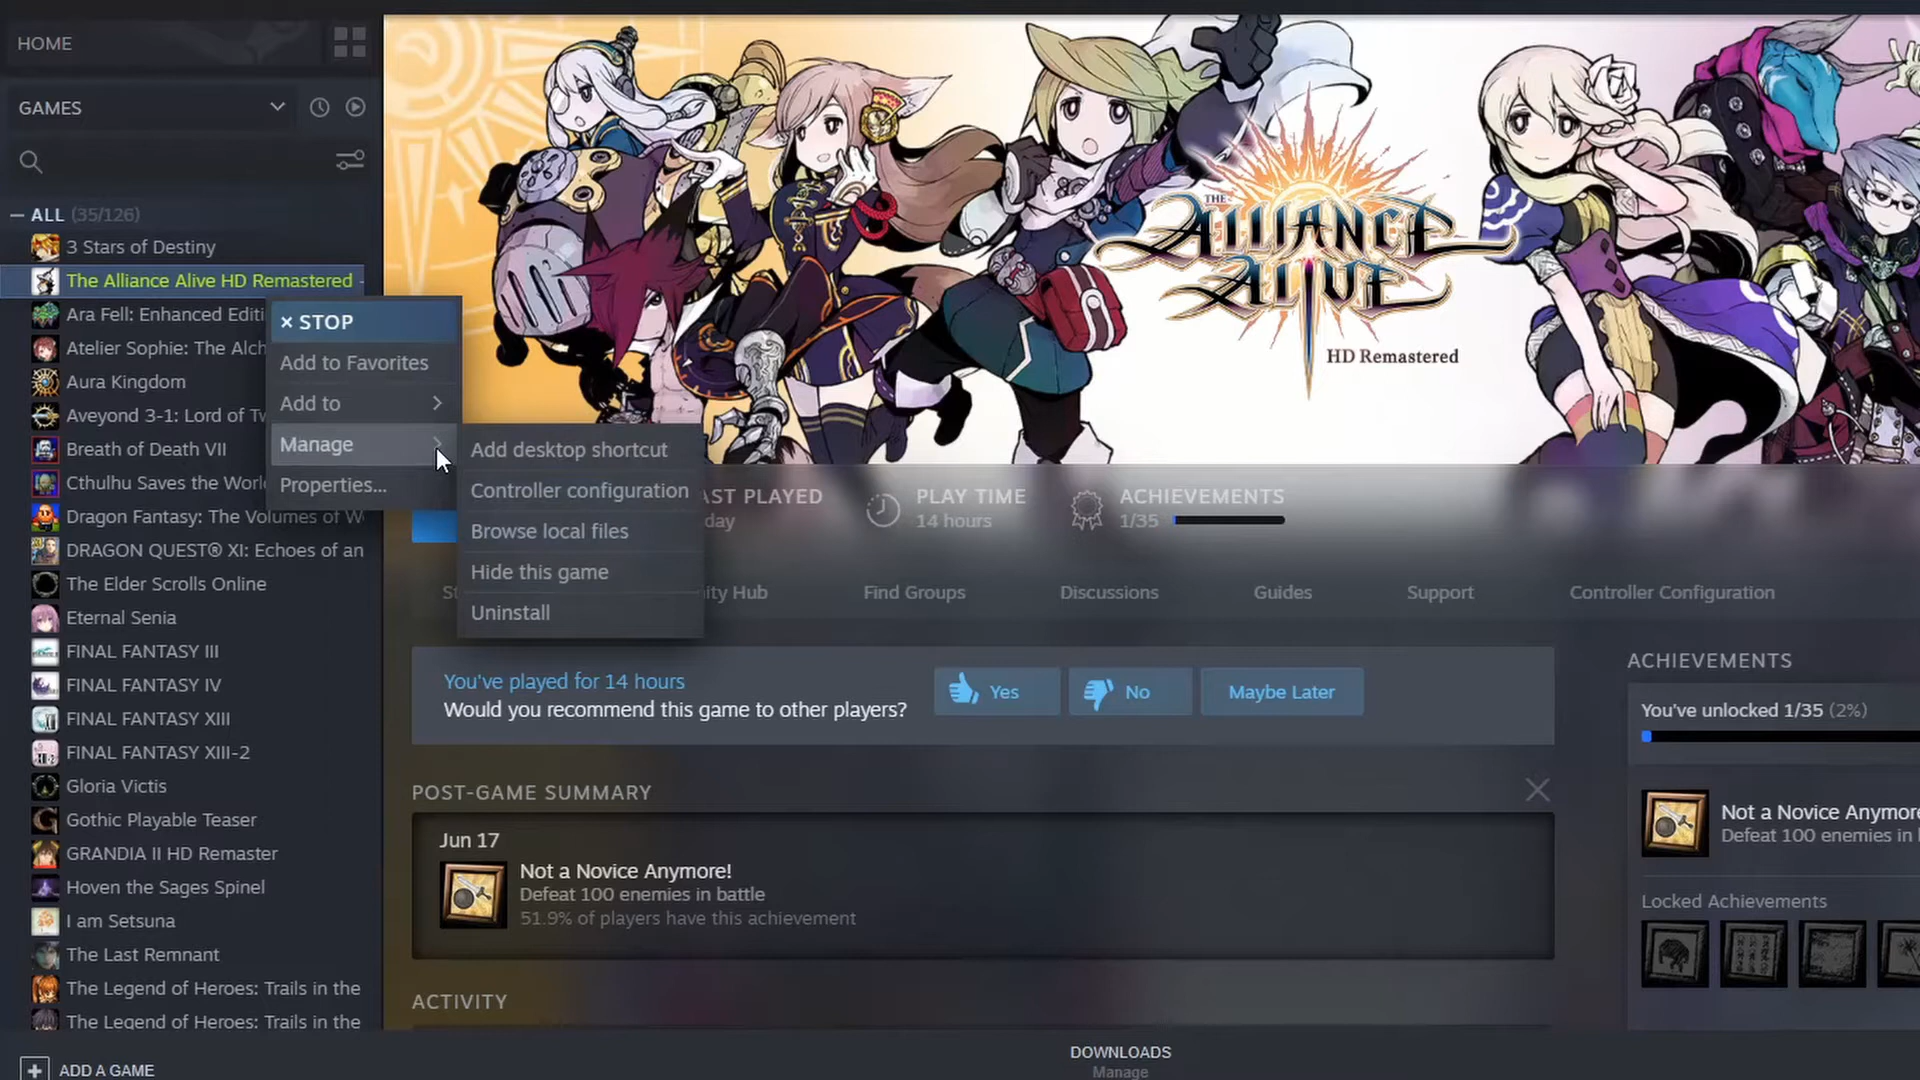 HOME
GAMES
ALL (35/126)
3 Stars of Destiny
The Alliance Alive HD Remastered -
Ara Fell: Enhanced Editi
Atelier Sophie: The Alch
Aura Kingdom
Aveyond 3-1: Lord of Tw
Breath of Death VII
Cthulhu Saves the World
Dragon Fantasy: The Volumes of W
DRAGON QUEST® XI: Echoes of an
The Elder Scrolls Online
Eternal Senia
FINAL FANTASY III
FINAL FANTASY IV
FINAL FANTASY XIII
FINAL FANTASY XIII-2
Gloria Victis
Gothic Playable Teaser
GRANDIA II HD Remaster
Hoven the Sages Spinel
I am Setsuna
The Last Remnant
The Legend of Heroes: Trails in the
The Legend of Heroes: Trails in the
ADD A GAME
× STOP
Add to Favorites
Add to
Manage
Properties...
Add desktop shortcut
Controller configuration
Browse local files
Hide this game
Uninstall
THE
ALLIANCE
ALIVE
HD Remastered
AST PLAYED
day
PLAY TIME
14 hours
ACHIEVEMENTS
1/35
St
ity Hub
Find Groups
Discussions
Guides
Support
Controller Configuration
You've played for 14 hours
Would you recommend this game to other players?
Yes
No
Maybe Later
POST-GAME SUMMARY
Jun 17
Not a Novice Anymore!
Defeat 100 enemies in battle
51.9% of players have this achievement
ACTIVITY
ACHIEVEMENTS
You've unlocked 1/35 (2%)
Not a Novice Anymore
Defeat 100 enemies in l
Locked Achievements
DOWNLOADS
Manage